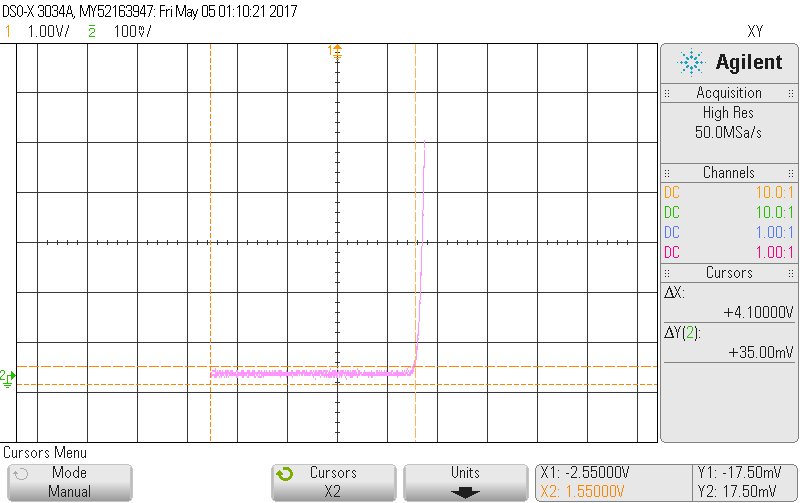 DSO-X 3034A, MY52163947: Fri May 05 01:10:21 2017
1 1.00V/ 2 100mV/ XY
1
2
Agilent
Acquisition
High Res
50.0MSa/s
Channels
DC 10.0:1
DC 10.0:1
DC 1.00:1
DC 1.00:1
Cursors
ΔX:
+4.10000V
ΔY(2):
+35.00mV
Cursors Menu
Mode
Manual
Cursors
X2
Units
X1: -2.55000V
X2: 1.55000V
Y1: -17.50mV
Y2: 17.50mV